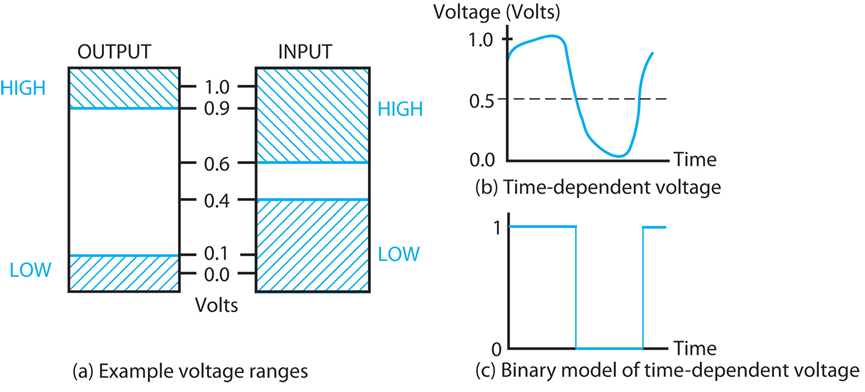 OUTPUT
INPUT
HIGH
1.0
0.9
HIGH
0.6
0.4
0.1
LOW
LOW
0.0
Volts
(a) Example voltage ranges
Voltage (Volts)
1.0
0.5
0.0
Time
(b) Time-dependent voltage
1
0
Time
(c) Binary model of time-dependent voltage